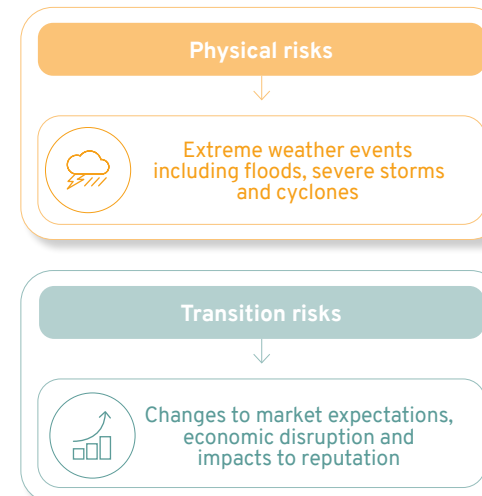 Physical risks
Extreme weather events
including floods, severe storms
and cyclones
Transition risks
Changes to market expectations,
economic disruption and
impacts to reputation